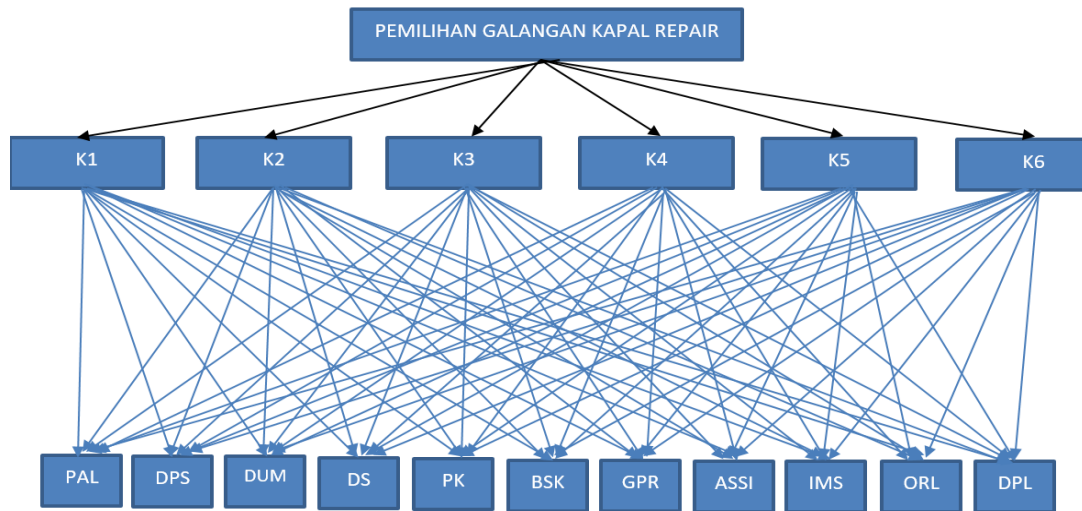 PEMILIHAN GALANGAN KAPAL REPAIR
K1
K2
K3
K4
K5
K6
PAL
DPS
DUM
DS
PK
BSK
GPR
ASSI
IMS
ORL
DPL